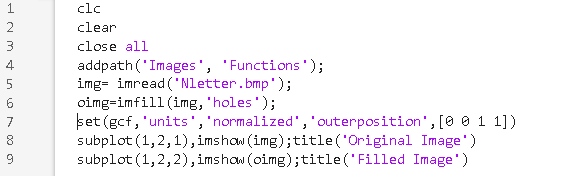 1 clc
2 clear
3 close all
4 addpath('Images', 'Functions');
5 img= imread('Nletter.bmp');
6 oimg=imfill(img,'holes');
7 set(gcf,'units','normalized','outerposition',[0 0 1 1])
8 subplot(1,2,1),imshow(img);title('Original Image')
9 subplot(1,2,2),imshow(oimg);title('Filled Image')